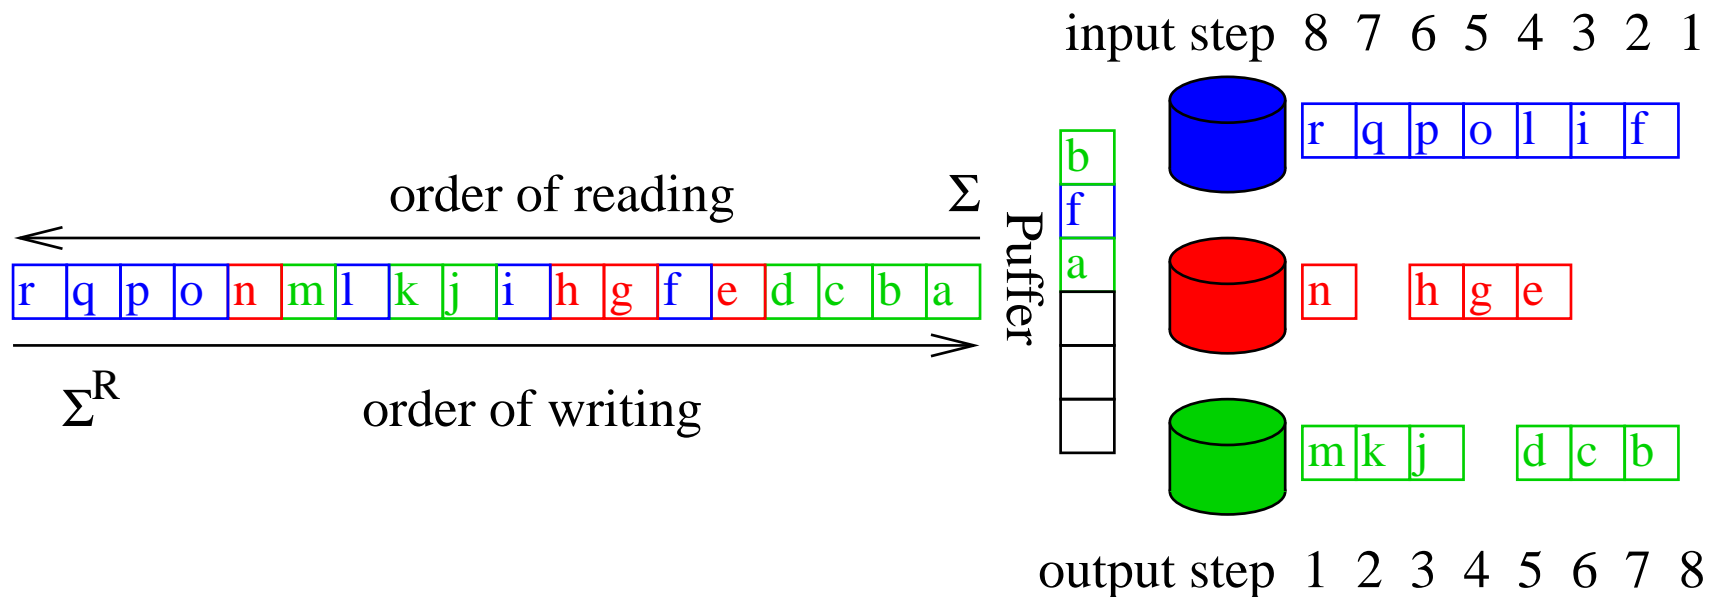 input step 8 7 6 5 4 3 2 1
r q p o l i f
b
f
a
order of reading Σ
Puffer
r q p o n m l k j i h g f e d c b a
n h g e
Σ^R order of writing
m k j d c b
output step 1 2 3 4 5 6 7 8